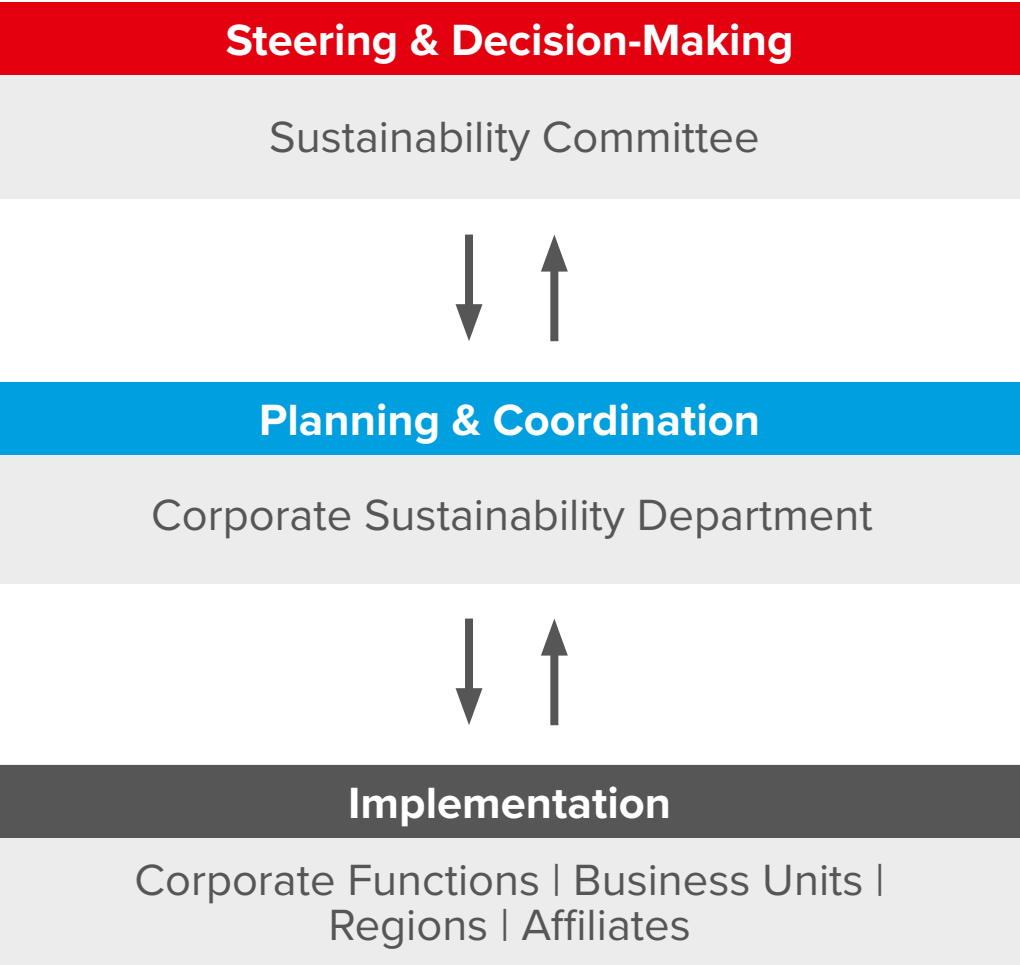 Steering & Decision-Making
Sustainability Committee
Planning & Coordination
Corporate Sustainability Department
Implementation
Corporate Functions | Business Units |
Regions | Affiliates